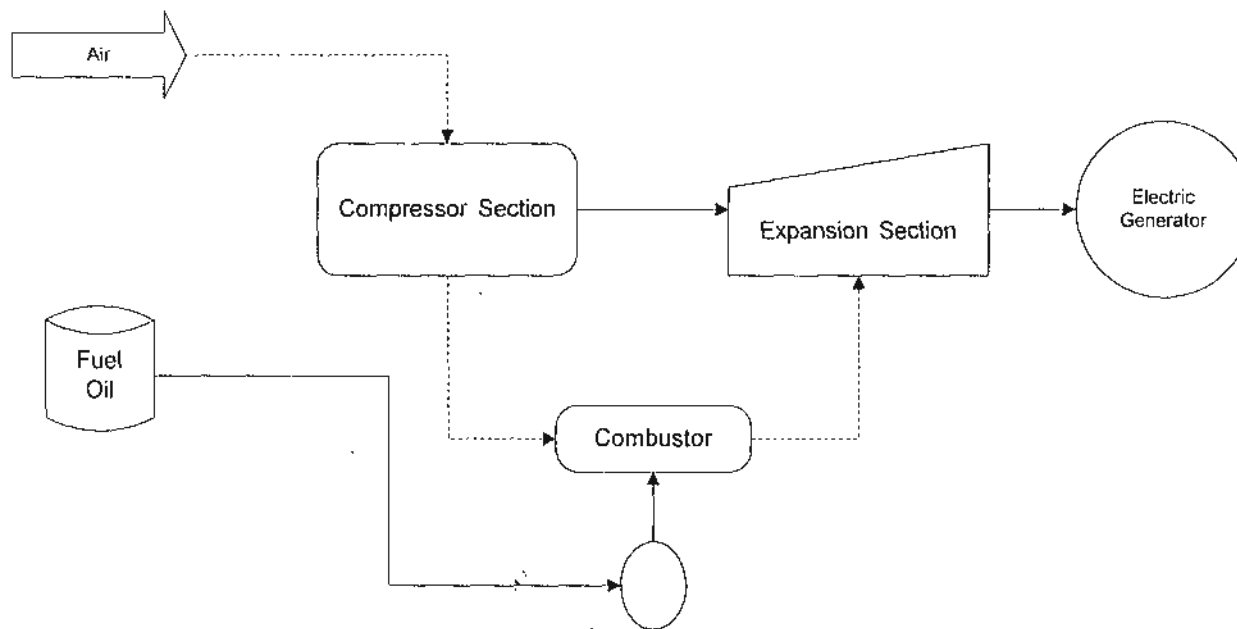 Air
Compressor Section
Expansion Section
Electric
Generator
Fuel
Oil
Combustor